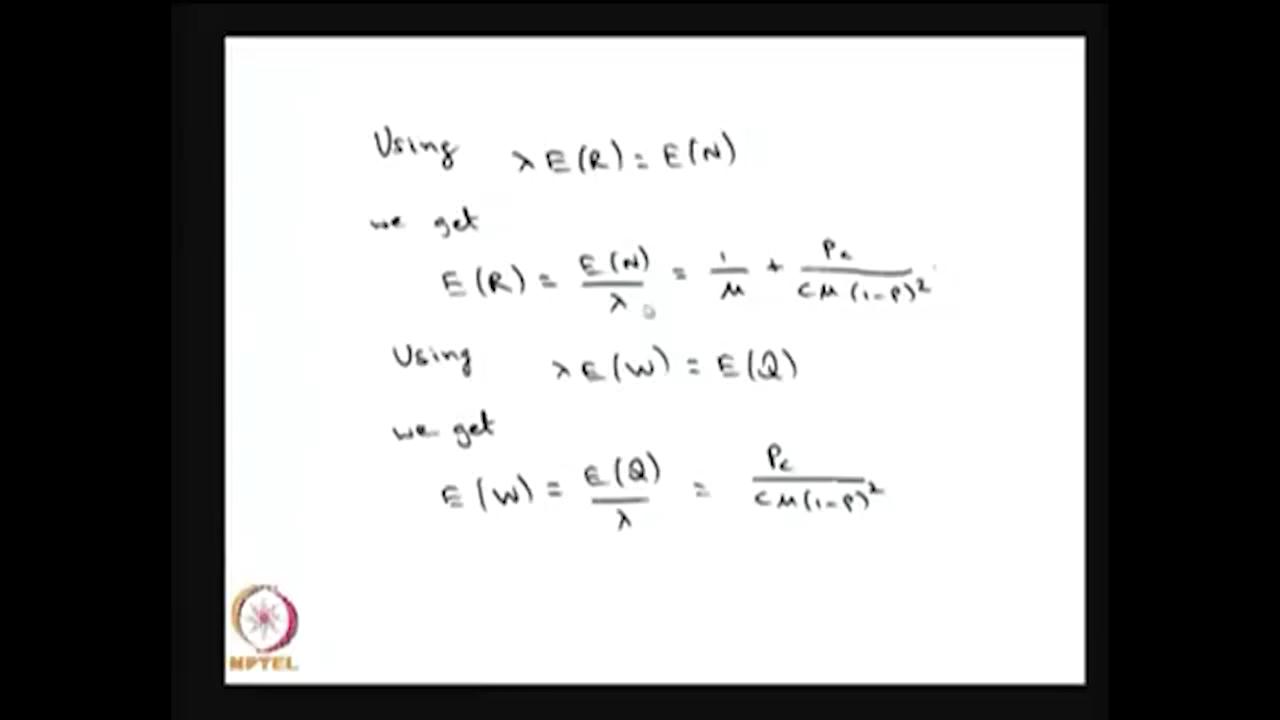 Using λ E(R) = E(N)
we get
E(R) = E(N)/λ = 1/μ + P_c/(cμ(1-ρ)²)
Using λ E(W) = E(Q)
we get
E(W) = E(Q)/λ = P_c/(cμ(1-ρ)²)
NPTEL